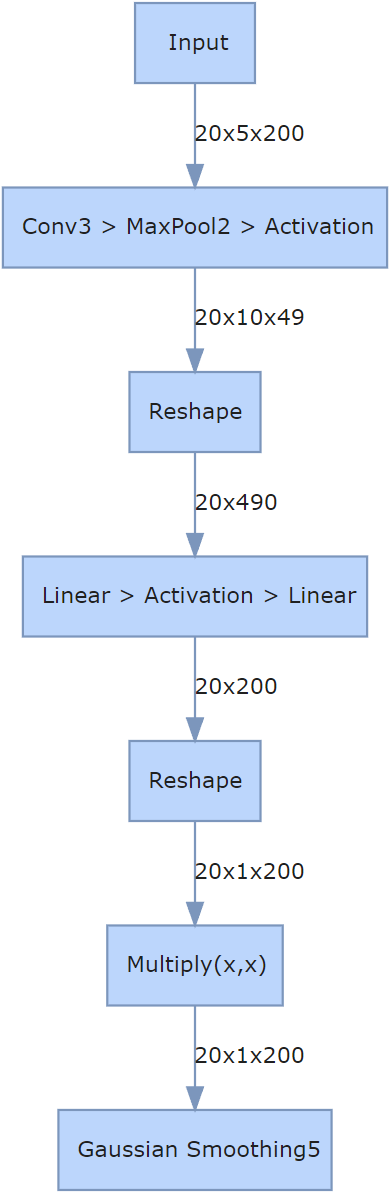 Input
20x5x200
Conv3 > MaxPool2 > Activation
20x10x49
Reshape
20x490
Linear > Activation > Linear
20x200
Reshape
20x1x200
Multiply(x,x)
20x1x200
Gaussian Smoothing5